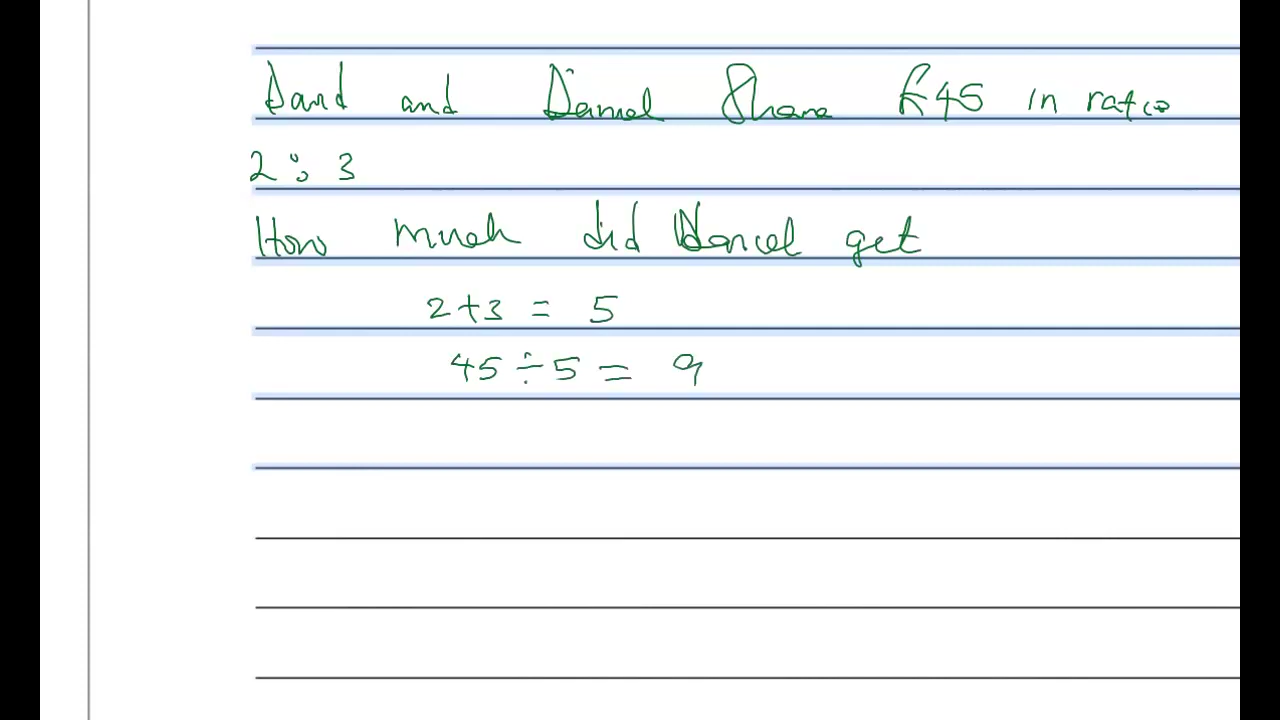 David and Daniel Share £45 in ratio
2 : 3
How much did Daniel get
2+3 = 5
45 ÷ 5 = 9